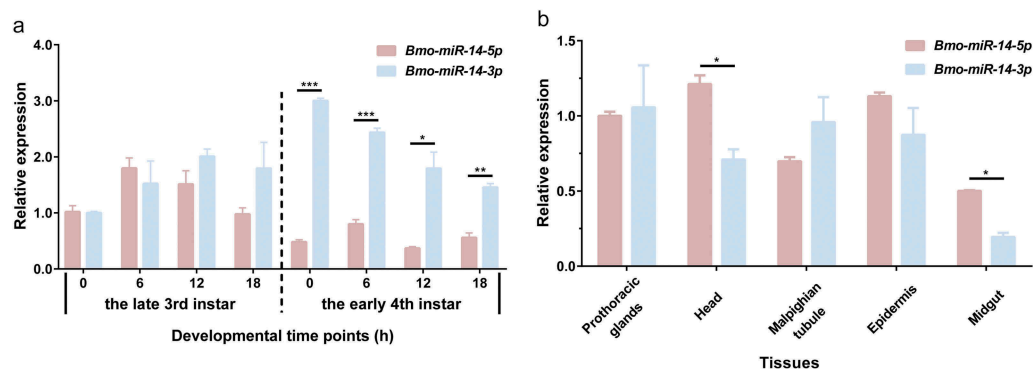 a
Relative expression
4.0
3.0
2.0
1.0
0.0
Bmo-miR-14-5p
Bmo-miR-14-3p
***
***
*
**
0 6 12 18 0 6 12 18
the late 3rd instar the early 4th instar
Developmental time points (h)
b
Relative expression
1.5
1.0
0.5
0.0
Bmo-miR-14-5p
Bmo-miR-14-3p
*
*
Prothoracic
glands
Head
Malpighian
tubule
Epidermis
Midgut
Tissues